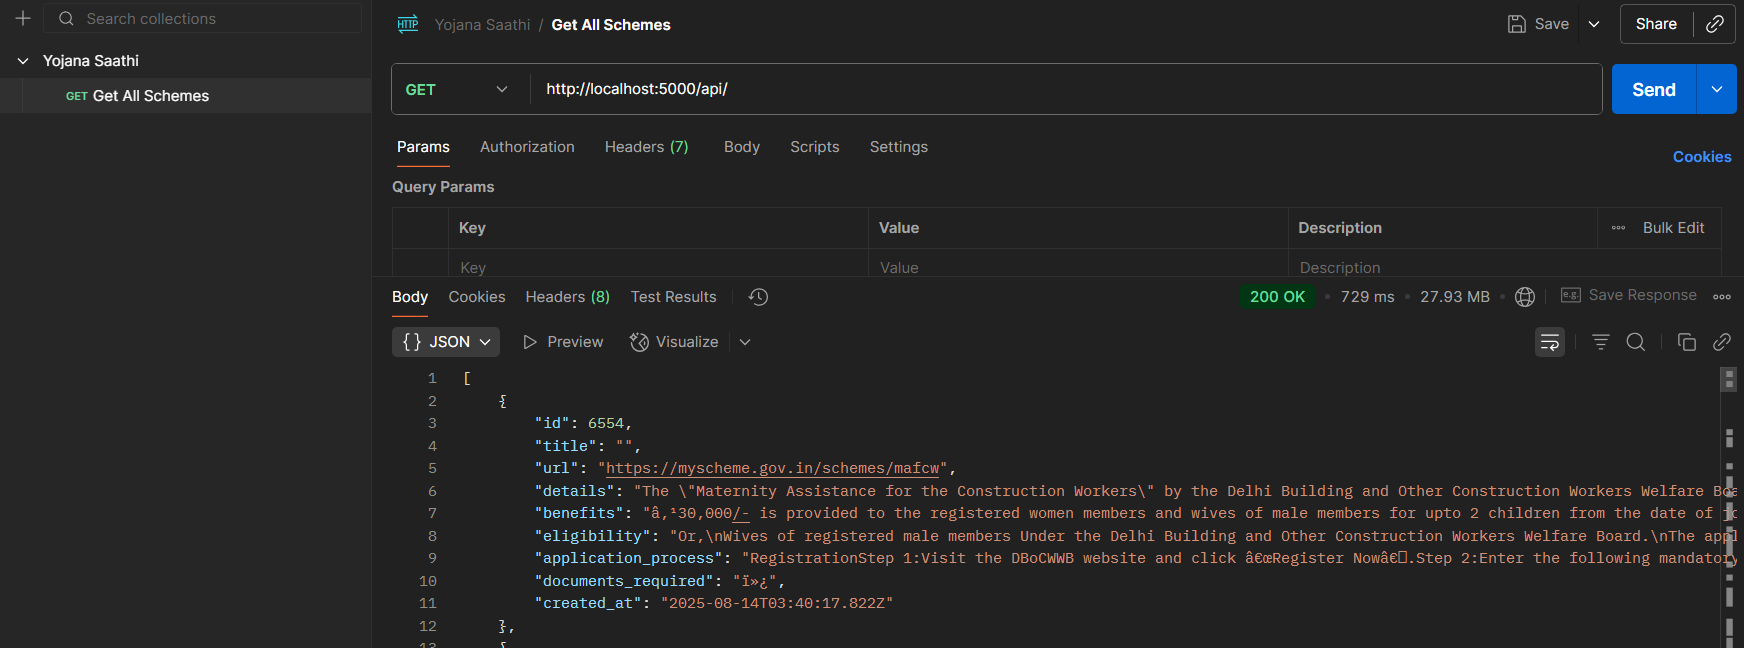 Search collections
Yojana Saathi
GET Get All Schemes
HTTP Yojana Saathi / Get All Schemes
Save
Share
GET
http://localhost:5000/api/
Send
Params Authorization Headers (7) Body Scripts Settings
Cookies
Query Params
Key Value Description Bulk Edit
Key Value Description
Body Cookies Headers (8) Test Results
200 OK • 729 ms • 27.93 MB • e.g. Save Response
{} JSON Preview Visualize
1 [
2 {
3 "id": 6554,
4 "title": "",
5 "url": "https://myscheme.gov.in/schemes/mafcw",
6 "details": "The \"Maternity Assistance for the Construction Workers\" by the Delhi Building and Other Construction Workers Welfare
7 "benefits": "â‚¹30,000/- is provided to the registered women members and wives of male members for upto 2 children from the date of
8 "eligibility": "Or,\nWives of registered male members Under the Delhi Building and Other Construction Workers Welfare Board.\nThe
9 "application_process": "RegistrationStep 1:Visit the DBoCWWB website and click â€œRegister Nowâ€.Step 2:Enter the following
10 "documents_required": "ï»¿",
11 "created_at": "2025-08-14T03:40:17.822Z"
12 },
13 {